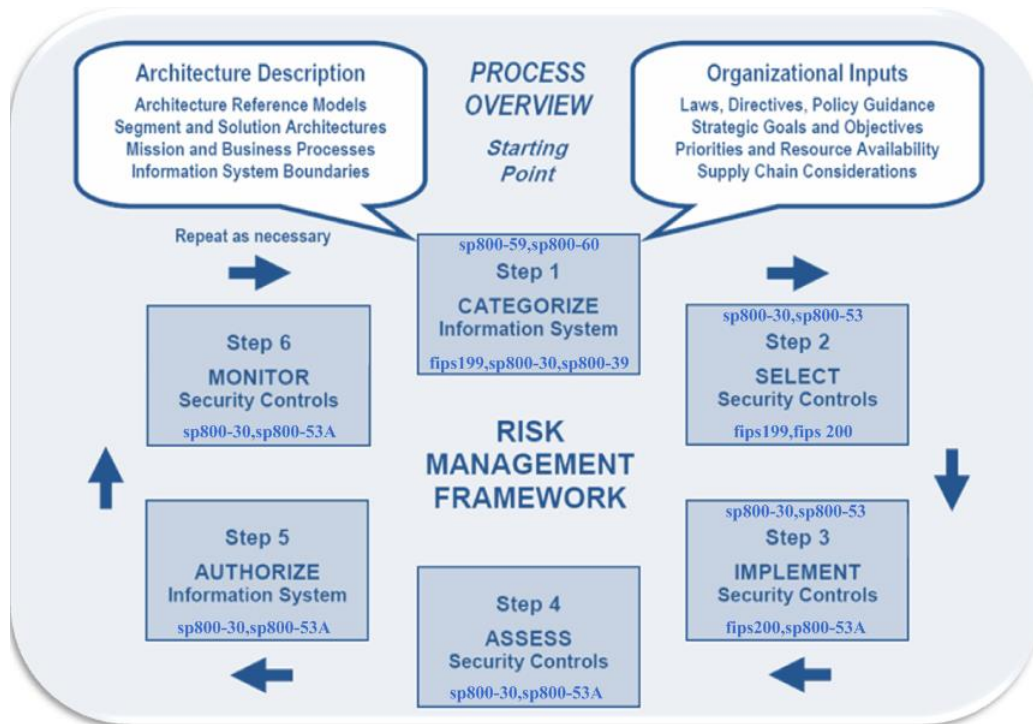 Architecture Description
Architecture Reference Models
Segment and Solution Architectures
Mission and Business Processes
Information System Boundaries
PROCESS
OVERVIEW
Starting
Point
Organizational Inputs
Laws, Directives, Policy Guidance
Strategic Goals and Objectives
Priorities and Resource Availability
Supply Chain Considerations
Repeat as necessary
sp800-59,sp800-60
Step 1
CATEGORIZE
Information System
fips199,sp800-30,sp800-39
sp800-30,sp800-53
Step 2
SELECT
Security Controls
fips199,fips 200
sp800-30,sp800-53
Step 3
IMPLEMENT
Security Controls
fips200,sp800-53A
Step 4
ASSESS
Security Controls
sp800-30,sp800-53A
Step 5
AUTHORIZE
Information System
sp800-30,sp800-53A
Step 6
MONITOR
Security Controls
sp800-30,sp800-53A
RISK
MANAGEMENT
FRAMEWORK